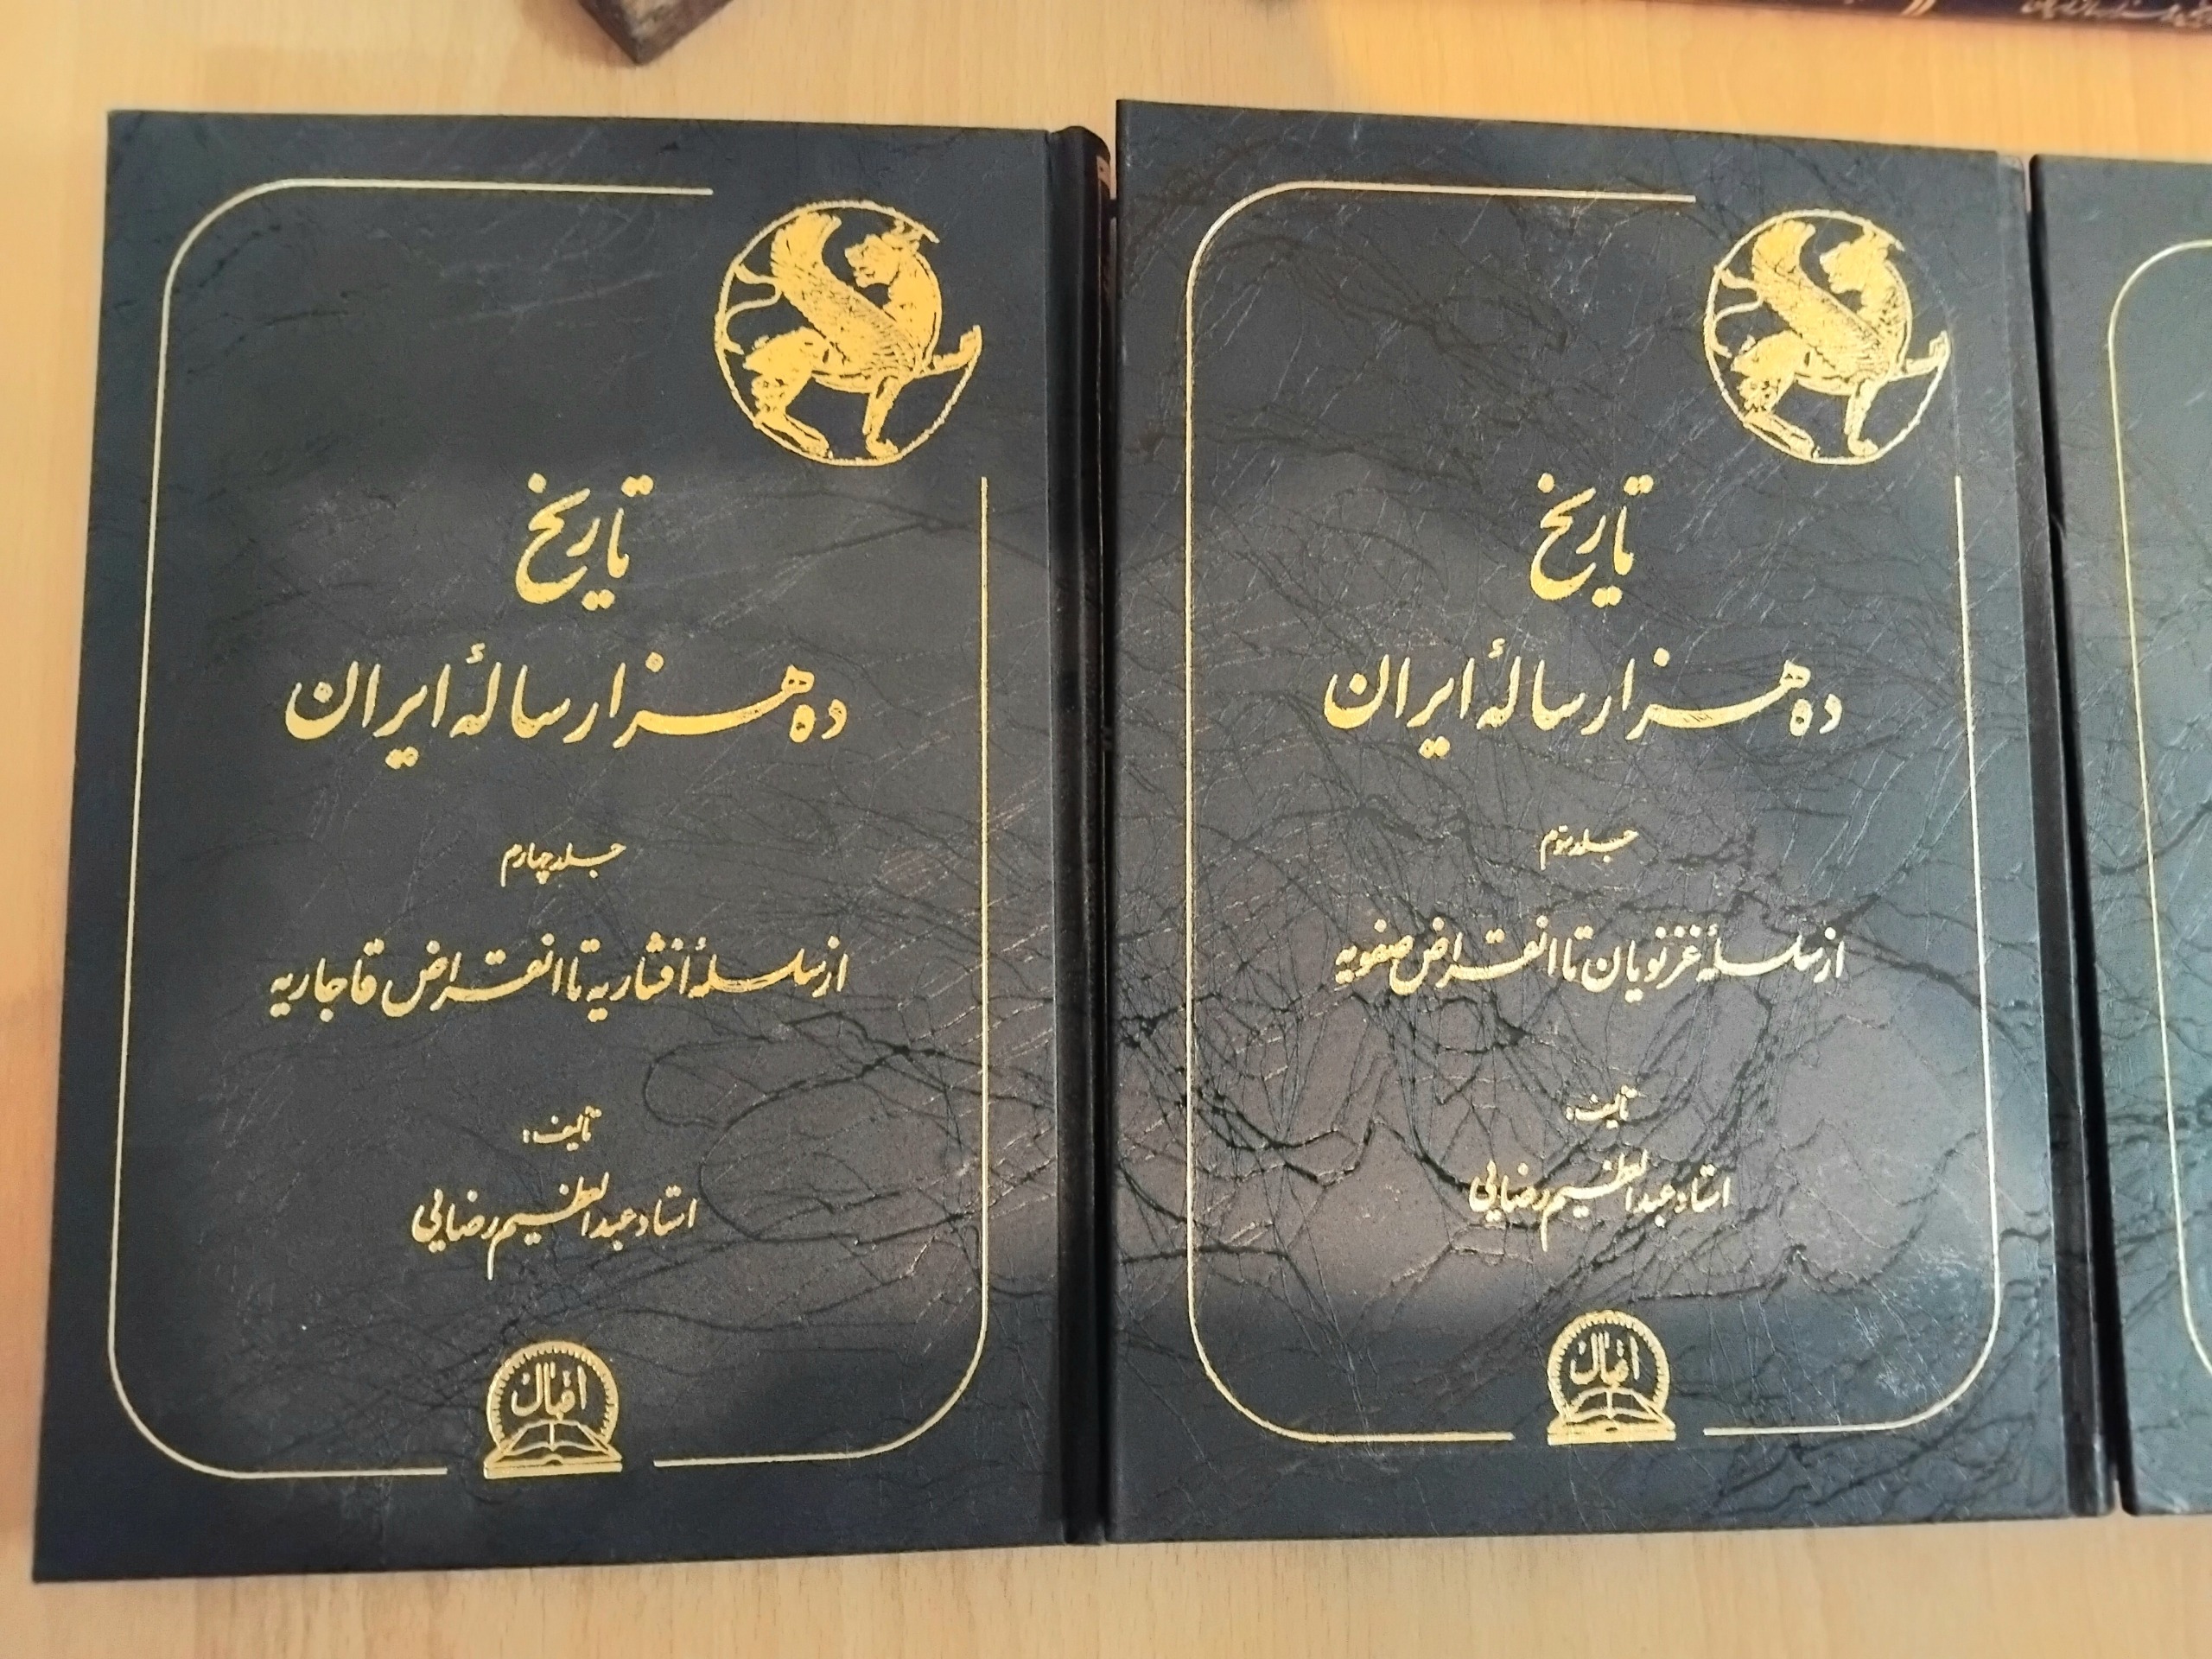 تاریخ
ده هزار سالهٔ ایران
جلد سوم
از سلسلهٔ غزنویان تا انقراض صفویه
تألیف:
استاد عبدالعظیم رضایی
اقبال
تاریخ
ده هزار سالهٔ ایران
جلد چهارم
از سلسلهٔ افشاریه تا انقراض قاجاریه
تألیف:
استاد عبدالعظیم رضایی
اقبال